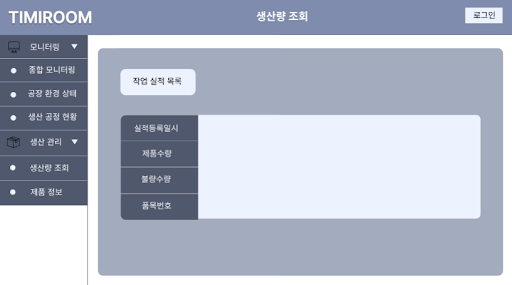 TIMIROOM
생산량 조회
로그인
모니터링
종합 모니터링
공장 환경 상태
생산 공정 현황
생산 관리
생산량 조회
제품 정보
작업 실적 목록
실적등록일시
제품수량
불량수량
품목번호